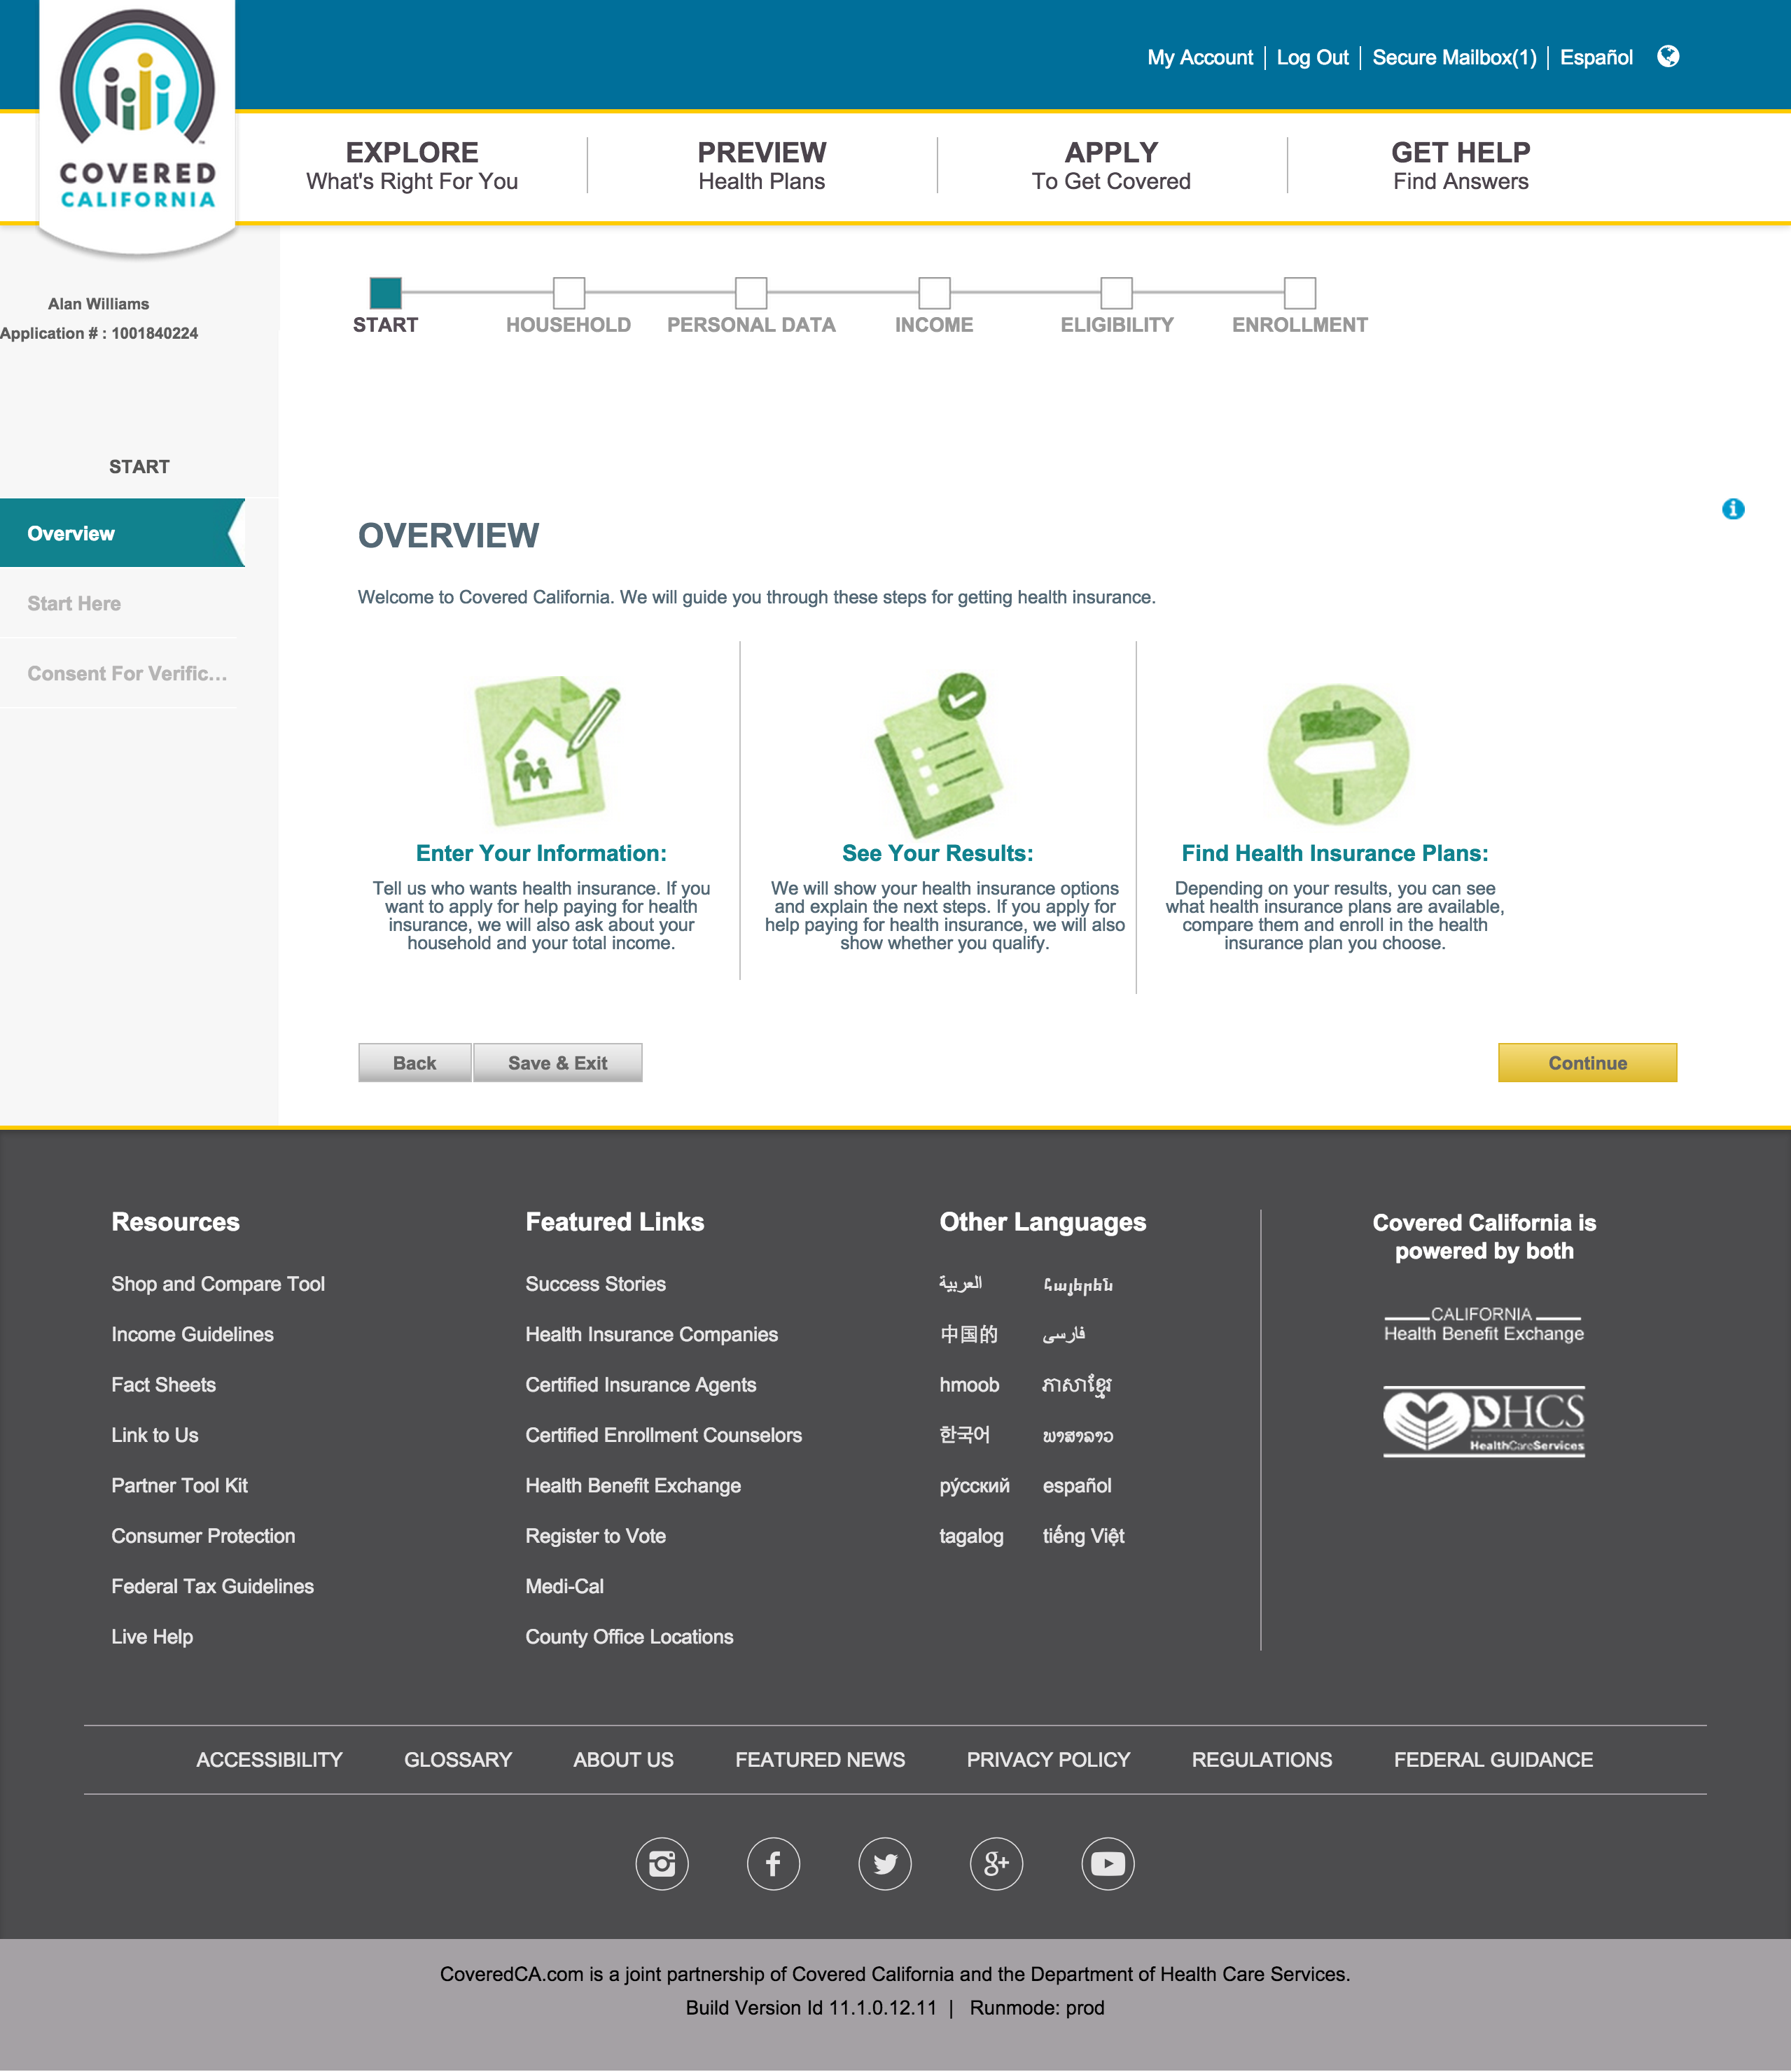 COVERED
CALIFORNIA
My Account
Log Out
Secure Mailbox(1)
Español
EXPLORE
What's Right For You
PREVIEW
Health Plans
APPLY
To Get Covered
GET HELP
Find Answers
Alan Williams
Application # : 1001840224
START
HOUSEHOLD
PERSONAL DATA
INCOME
ELIGIBILITY
ENROLLMENT
START
Overview
Start Here
Consent For Verific...
OVERVIEW
Welcome to Covered California. We will guide you through these steps for getting health insurance.
Enter Your Information:
Tell us who wants health insurance. If you
want to apply for help paying for health
insurance, we will also ask about your
household and your total income.
See Your Results:
We will show your health insurance options
and explain the next steps. If you apply for
help paying for health insurance, we will also
show whether you qualify.
Find Health Insurance Plans:
Depending on your results, you can see
what health insurance plans are available,
compare them and enroll in the health
insurance plan you choose.
Back
Save & Exit
Continue
Resources
Shop and Compare Tool
Income Guidelines
Fact Sheets
Link to Us
Partner Tool Kit
Consumer Protection
Federal Tax Guidelines
Live Help
Featured Links
Success Stories
Health Insurance Companies
Certified Insurance Agents
Certified Enrollment Counselors
Health Benefit Exchange
Register to Vote
Medi-Cal
County Office Locations
Other Languages
العربية
Հայերեն
中国的
فارسی
hmoob
ភាសាខ្មែរ
한국어
ພາສາລາວ
ру́сский
español
tagalog
tiếng Việt
Covered California is
powered by both
CALIFORNIA
Health Benefit Exchange
DHCS
HealthCareServices
ACCESSIBILITY
GLOSSARY
ABOUT US
FEATURED NEWS
PRIVACY POLICY
REGULATIONS
FEDERAL GUIDANCE
CoveredCA.com is a joint partnership of Covered California and the Department of Health Care Services.
Build Version Id 11.1.0.12.11 | Runmode: prod